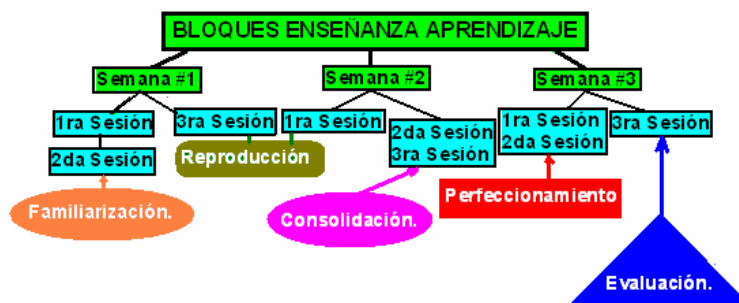 BLOQUES ENSEÑANZA APRENDIZAJE
Semana #1
Semana #2
Semana #3
1ra Sesión
3ra Sesión
1ra Sesión
2da Sesión
3ra Sesión
1ra Sesión
2da Sesión
3ra Sesión
2da Sesión
Reproducción
Familiarización.
Consolidación.
Perfeccionamiento
Evaluación.